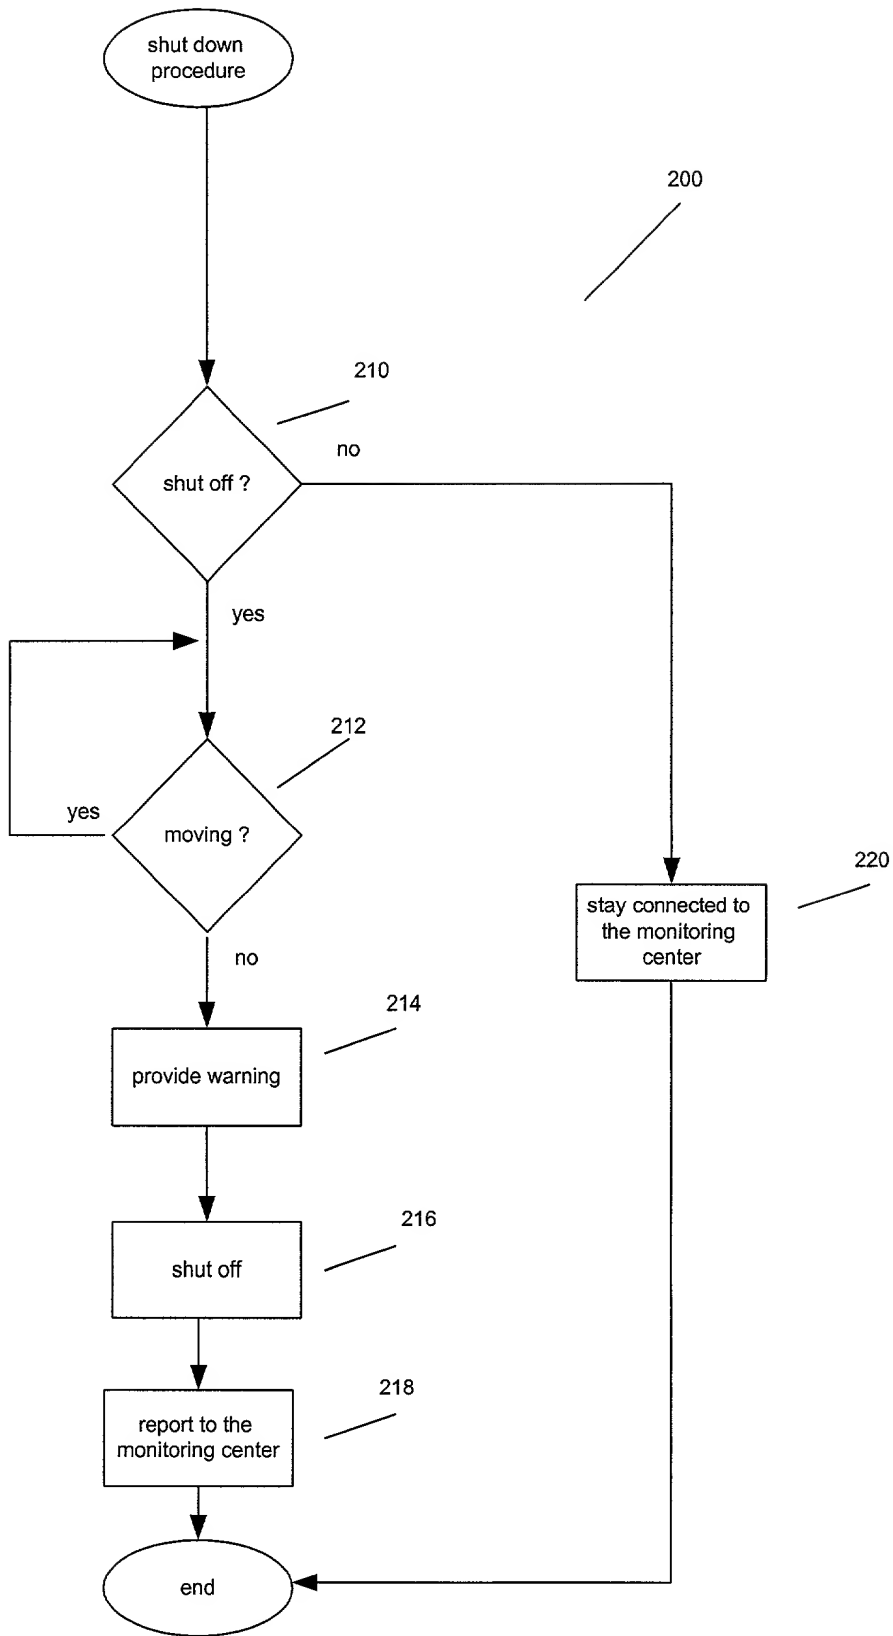 shut down
procedure
200
210
no
shut off ?
yes
212
yes
moving ?
220
stay connected to
the monitoring
center
no
214
provide warning
216
shut off
218
report to the
monitoring center
end